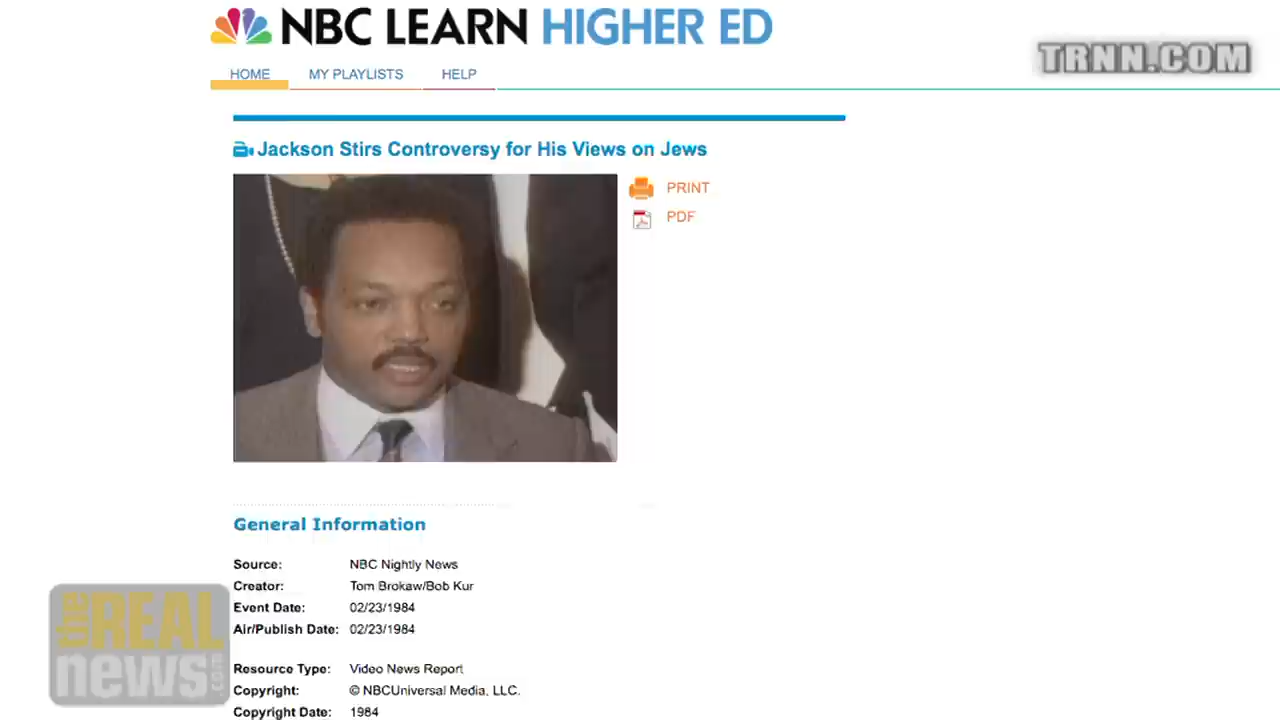 NBC LEARN HIGHER ED
TRNN.COM
HOME MY PLAYLISTS HELP
Jackson Stirs Controversy for His Views on Jews
PRINT
PDF
General Information
Source: NBC Nightly News
Creator: Tom Brokaw/Bob Kur
Event Date: 02/23/1984
Air/Publish Date: 02/23/1984
Resource Type: Video News Report
Copyright: © NBCUniversal Media, LLC.
Copyright Date: 1984
the REAL
news.com